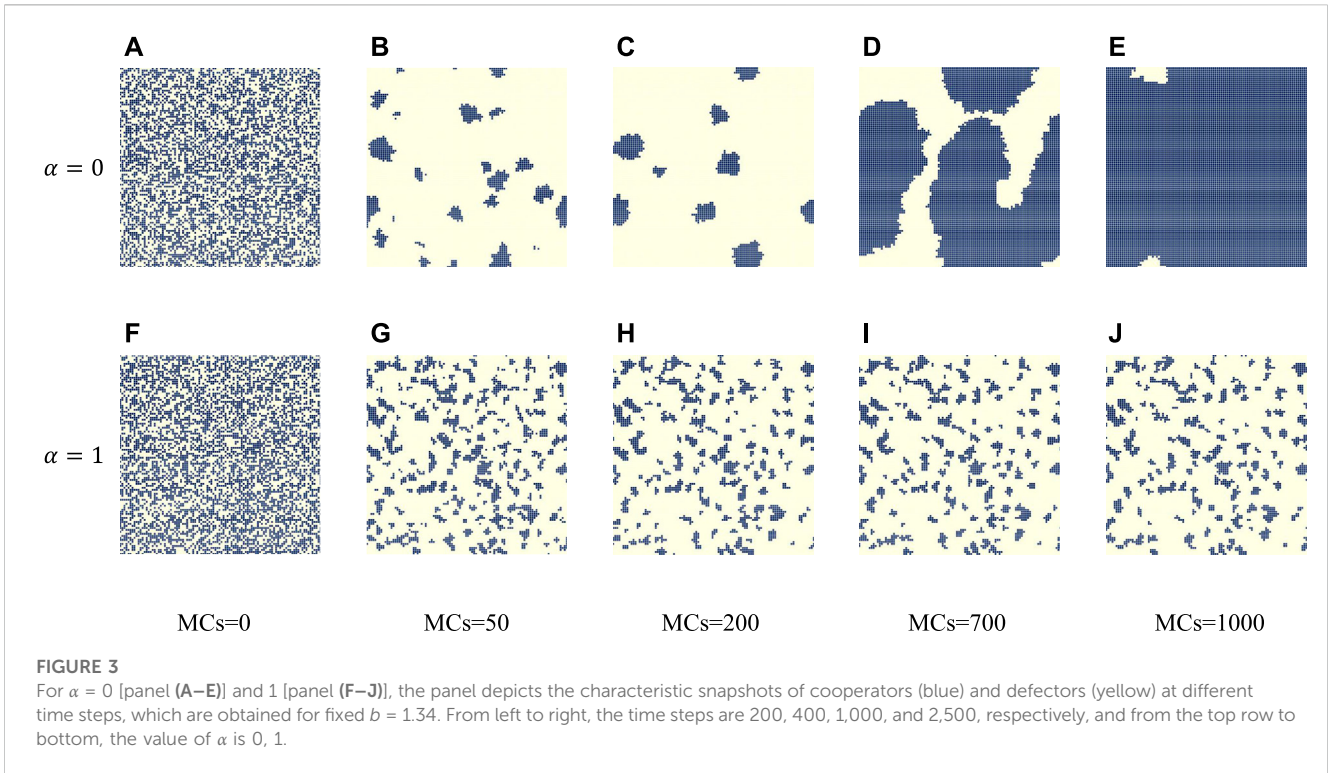 A B C D E
α = 0
F G H I J
α = 1
MCs=0 MCs=50 MCs=200 MCs=700 MCs=1000
FIGURE 3
For α = 0 [panel (A–E)] and 1 [panel (F–J)], the panel depicts the characteristic snapshots of cooperators (blue) and defectors (yellow) at different
time steps, which are obtained for fixed b = 1.34. From left to right, the time steps are 200, 400, 1,000, and 2,500, respectively, and from the top row to
bottom, the value of α is 0, 1.